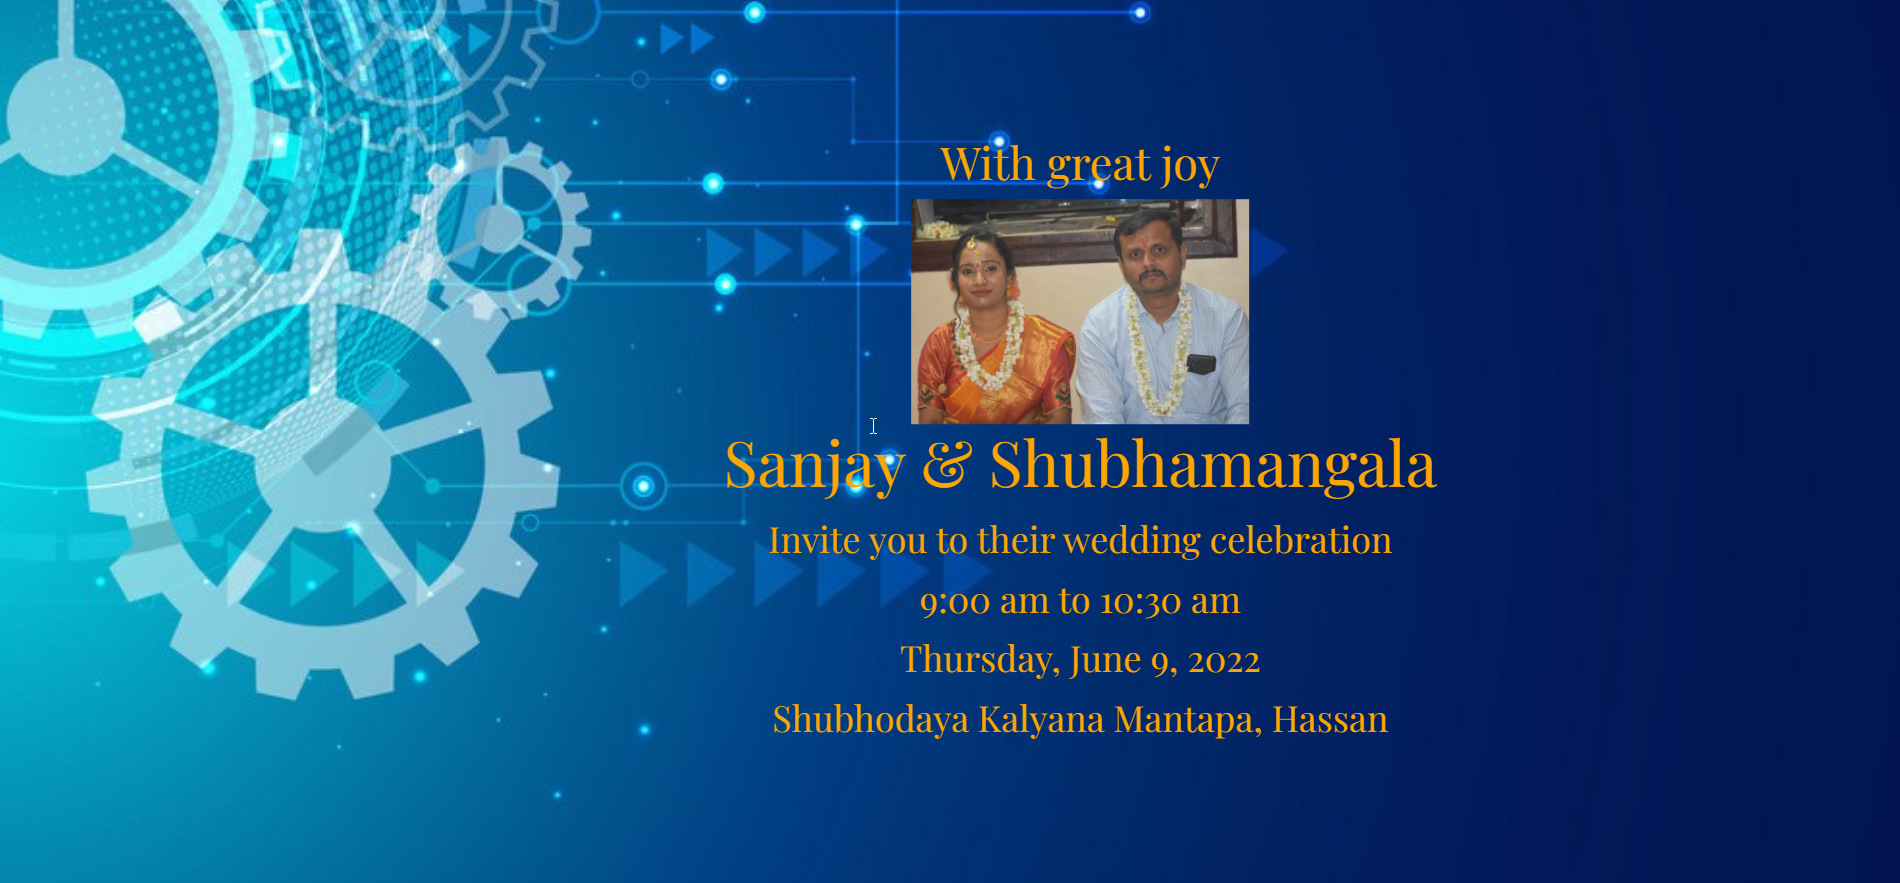 With great joy
Sanjay & Shubhamangala
Invite you to their wedding celebration
9:00 am to 10:30 am
Thursday, June 9, 2022
Shubhodaya Kalyana Mantapa, Hassan